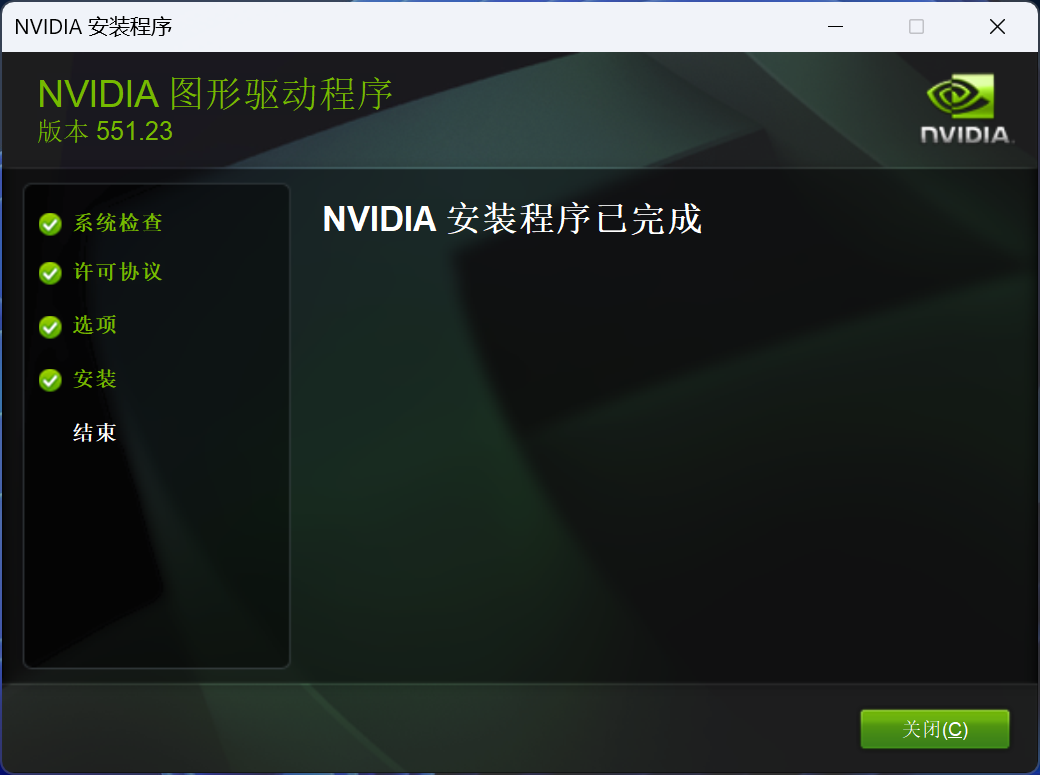 NVIDIA 安装程序
NVIDIA 图形驱动程序
版本 551.23
NVIDIA.
系统检查
许可协议
选项
安装
结束
NVIDIA 安装程序已完成
关闭(C)